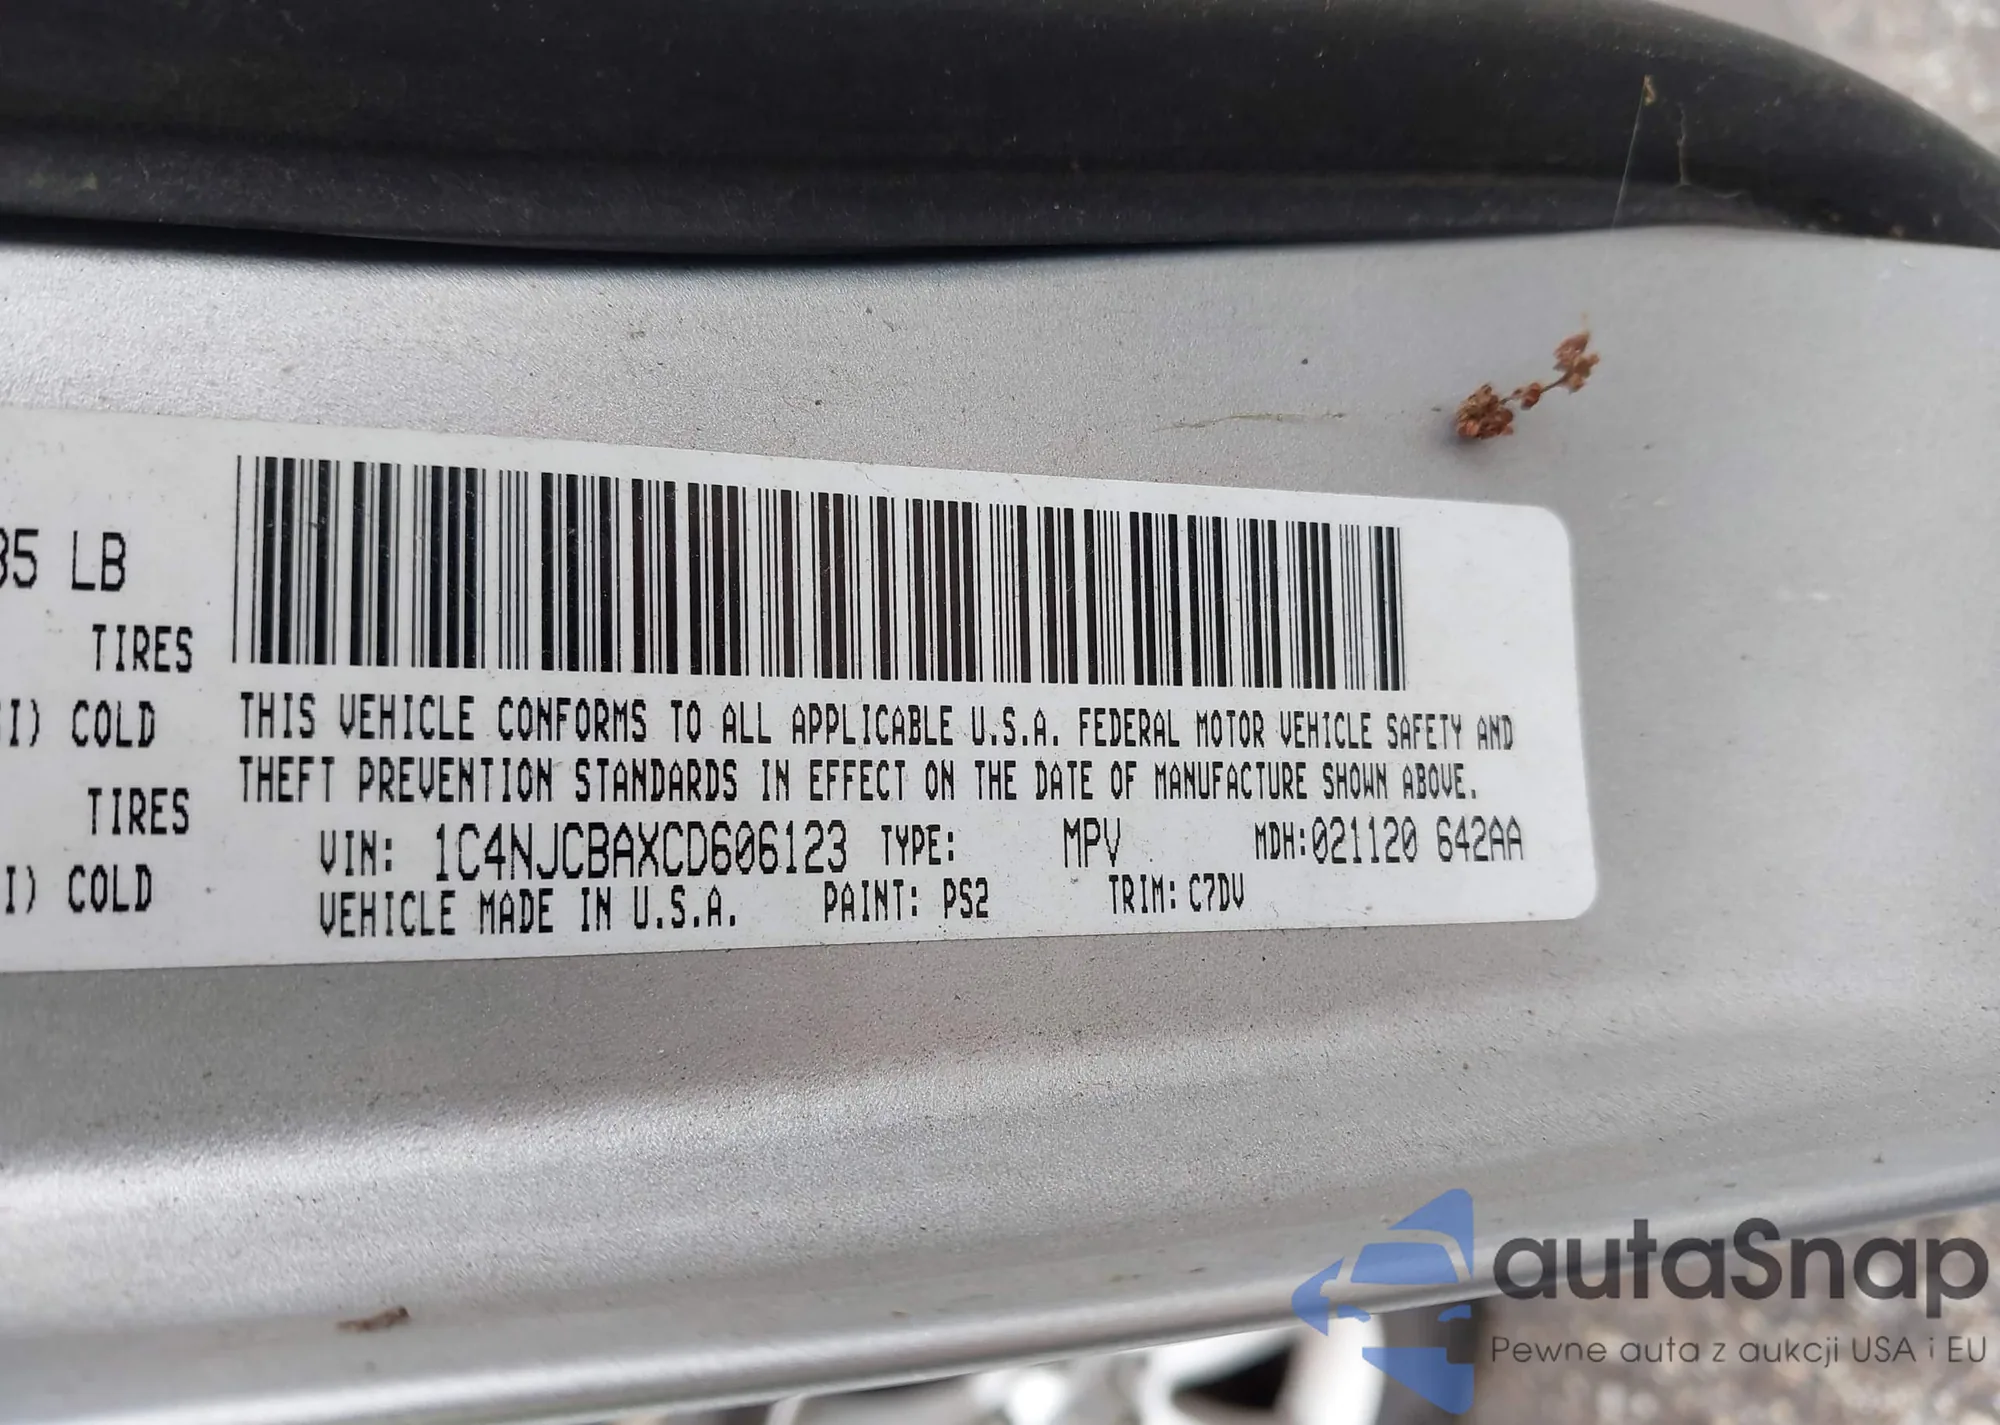 35 LB
TIRES
I) COLD
TIRES
I) COLD
THIS VEHICLE CONFORMS TO ALL APPLICABLE U.S.A. FEDERAL MOTOR VEHICLE SAFETY AND
THEFT PREVENTION STANDARDS IN EFFECT ON THE DATE OF MANUFACTURE SHOWN ABOVE.
VIN: 1C4NJCBAXCD606123 TYPE: MPV MDH:021120 642AA
VEHICLE MADE IN U.S.A. PAINT: PS2 TRIM: C7DV
autaSnap
Pewne auta z aukcji USA i EU